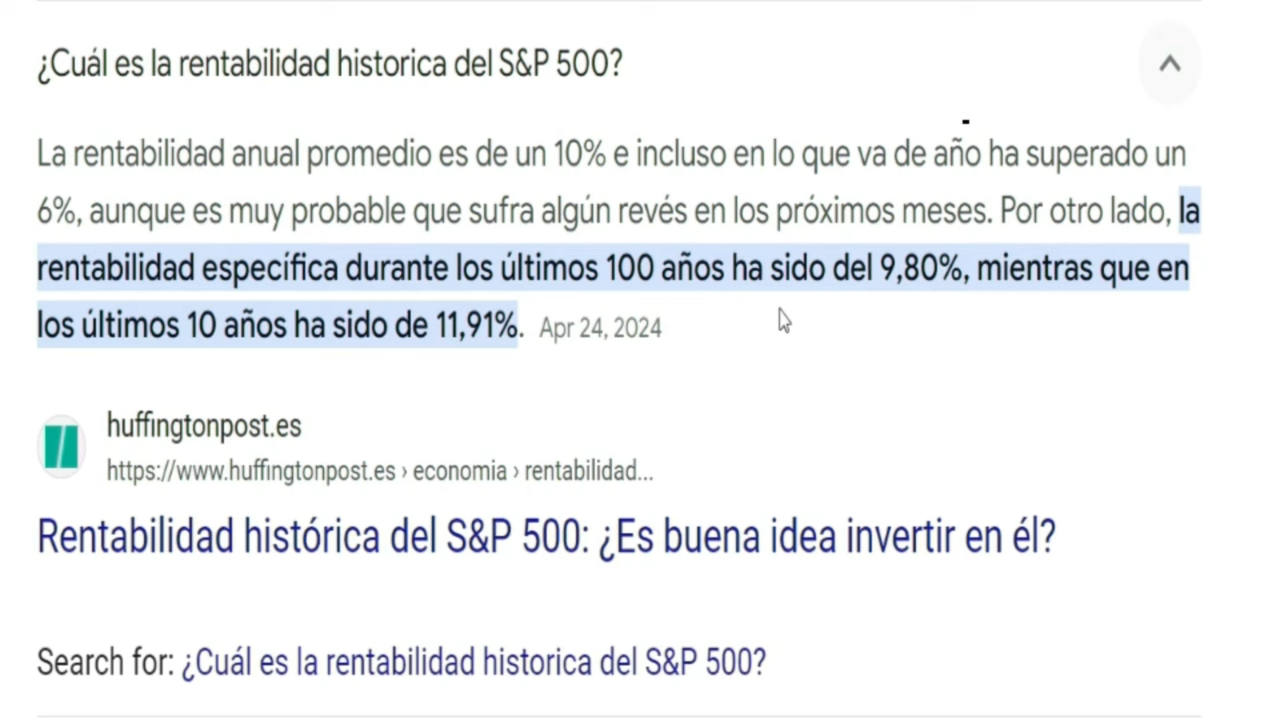 ¿Cuál es la rentabilidad historica del S&P 500?
La rentabilidad anual promedio es de un 10% e incluso en lo que va de año ha superado un
6%, aunque es muy probable que sufra algún revés en los próximos meses. Por otro lado, la
rentabilidad específica durante los últimos 100 años ha sido del 9,80%, mientras que en
los últimos 10 años ha sido de 11,91%. Apr 24, 2024
huffingtonpost.es
https://www.huffingtonpost.es › economia › rentabilidad...
Rentabilidad histórica del S&P 500: ¿Es buena idea invertir en él?
Search for: ¿Cuál es la rentabilidad historica del S&P 500?